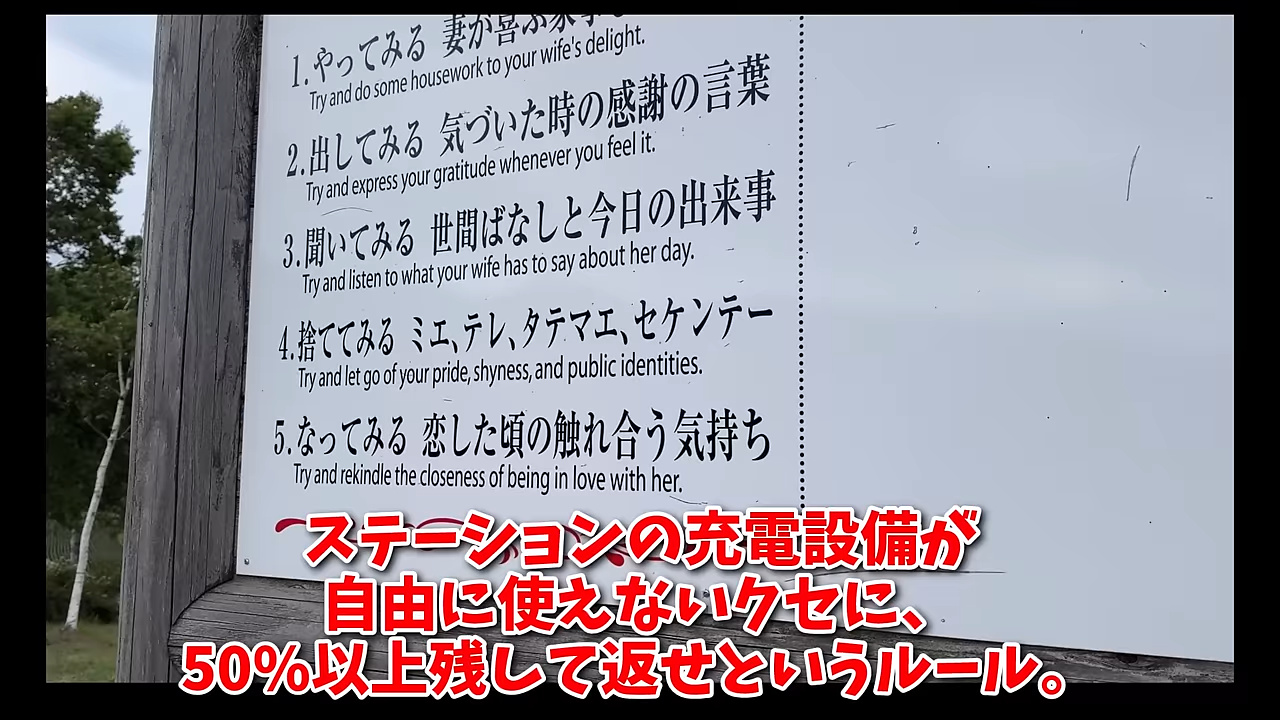 1.やってみる 妻が喜ぶ家事を
Try and do some housework to your wife's delight.
2.出してみる 気づいた時の感謝の言葉
Try and express your gratitude whenever you feel it.
3.聞いてみる 世間ばなしと今日の出来事
Try and listen to what your wife has to say about her day.
4.捨ててみる ミエ、テレ、タテマエ、セケンテー
Try and let go of your pride, shyness, and public identities.
5.なってみる 恋した頃の触れ合う気持ち
Try and rekindle the closeness of being in love with her.
ステーションの充電設備が
自由に使えないクセに、
50%以上残して返せというルール。